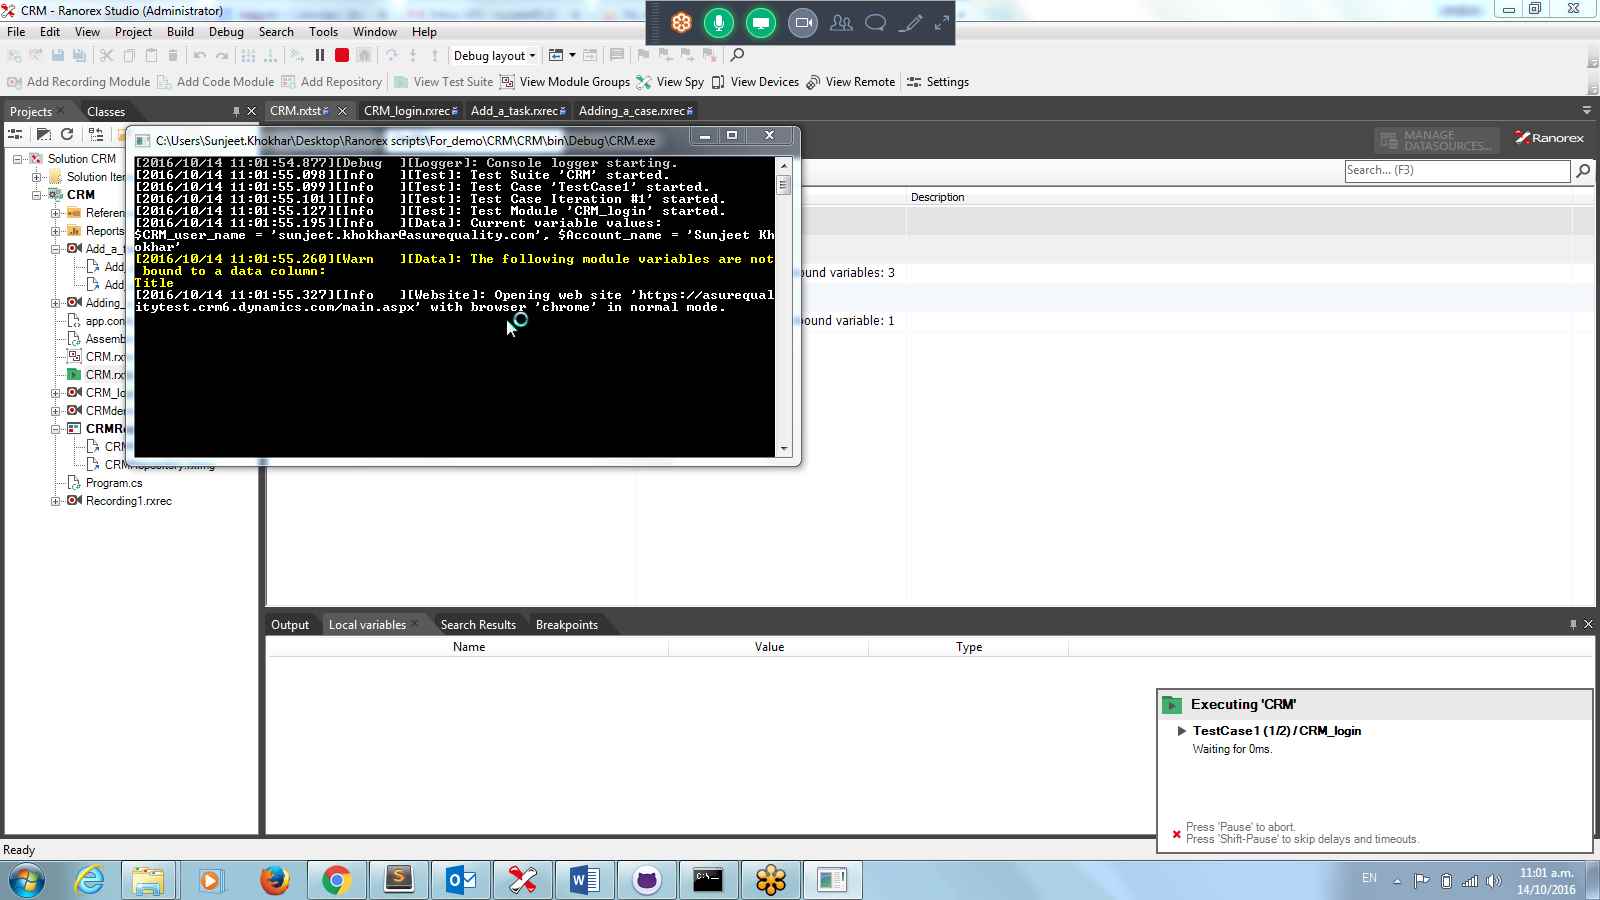 CRM - Ranorex Studio (Administrator)
File Edit View Project Build Debug Search Tools Window Help
Debug layout
Add Recording Module Add Code Module Add Repository View Test Suite View Module Groups View Spy View Devices View Remote Settings
Projects Classes
CRM.rxtst CRM_login.rxrec Add_a_task.rxrec Adding_a_case.rxrec
MANAGE
DATASOURCES...
Ranorex
Search... (F3)
Description
ound variables: 3
ound variable: 1
Solution CRM
Solution Iter
CRM
Referen
Reports
Add_a_t
Add_
Add_
Adding_
app.con
Assemb
CRM.rx
CRM.rx
CRM_lo
CRMde
CRMR
CRM
CRMRepository.rximg
Program.cs
Recording1.rxrec
C:\Users\Sunjeet.Khokhar\Desktop\Ranorex scripts\For_demo\CRM\CRM\bin\Debug\CRM.exe
[2016/10/14 11:01:54.877][Debug ][Logger]: Console logger starting.
[2016/10/14 11:01:55.098][Info ][Test]: Test Suite 'CRM' started.
[2016/10/14 11:01:55.099][Info ][Test]: Test Case 'TestCase1' started.
[2016/10/14 11:01:55.101][Info ][Test]: Test Case Iteration #1' started.
[2016/10/14 11:01:55.127][Info ][Test]: Test Module 'CRM_login' started.
[2016/10/14 11:01:55.195][Info ][Data]: Current variable values:
$CRM_user_name = 'sunjeet.khokhar@asurequality.com', $Account_name = 'Sunjeet Kh
okhar'
[2016/10/14 11:01:55.260][Warn ][Data]: The following module variables are not
bound to a data column:
Title
[2016/10/14 11:01:55.327][Info ][Website]: Opening web site 'https://asurequal
itytest.crm6.dynamics.com/main.aspx' with browser 'chrome' in normal mode.
Output Local variables Search Results Breakpoints
Name Value Type
Executing 'CRM'
TestCase1 (1/2) / CRM_login
Waiting for 0ms.
Press 'Pause' to abort.
Press 'Shift-Pause' to skip delays and timeouts.
Ready
EN
11:01 a.m.
14/10/2016